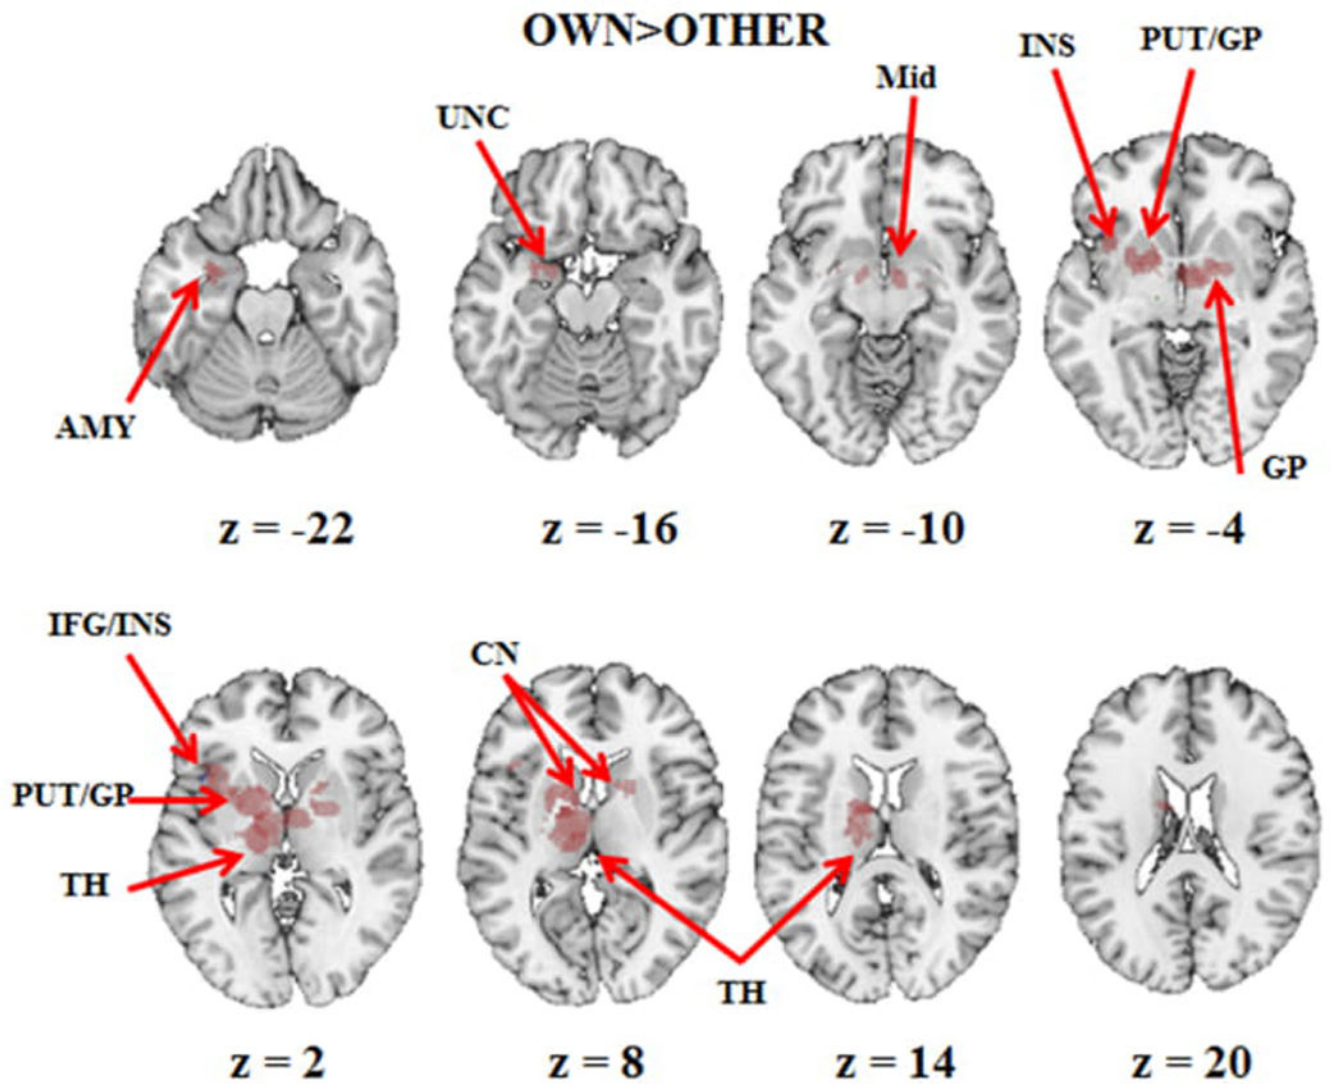 OWN>OTHER
INS
PUT/GP
Mid
UNC
AMY
GP
z = -22
z = -16
z = -10
z = -4
IFG/INS
CN
PUT/GP
TH
TH
z = 2
z = 8
z = 14
z = 20